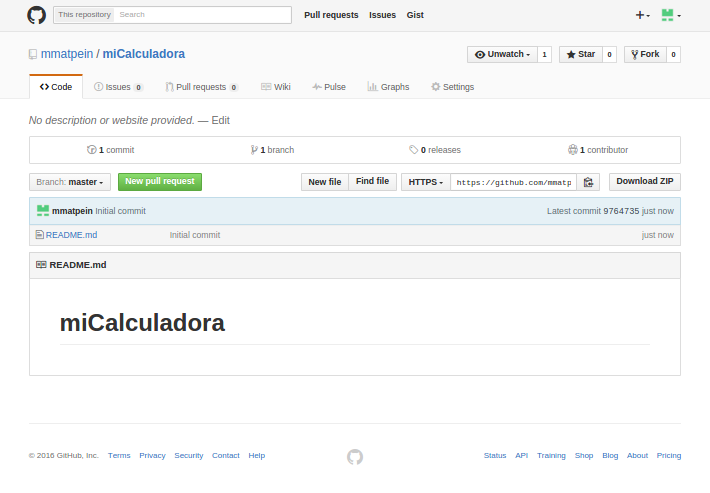 This repository Search Pull requests Issues Gist
mmatpein / miCalculadora Unwatch 1 Star 0 Fork 0
Code Issues 0 Pull requests 0 Wiki Pulse Graphs Settings
No description or website provided. — Edit
1 commit 1 branch 0 releases 1 contributor
Branch: master New pull request New file Find file HTTPS https://github.com/mmatp Download ZIP
mmatpein Initial commit Latest commit 9764735 just now
README.md Initial commit just now
README.md
miCalculadora
© 2016 GitHub, Inc. Terms Privacy Security Contact Help Status API Training Shop Blog About Pricing